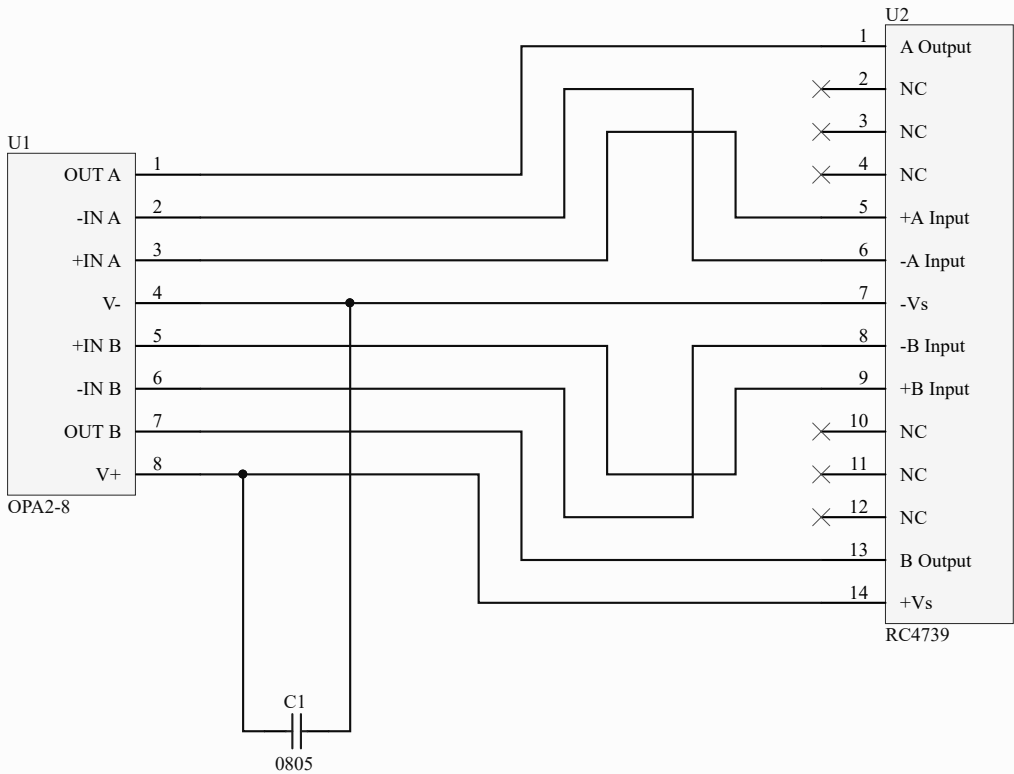 U1
OUT A 1
-IN A 2
+IN A 3
V- 4
+IN B 5
-IN B 6
OUT B 7
V+ 8
OPA2-8
C1
0805
U2
1 A Output
2 NC
3 NC
4 NC
5 +A Input
6 -A Input
7 -Vs
8 -B Input
9 +B Input
10 NC
11 NC
12 NC
13 B Output
14 +Vs
RC4739